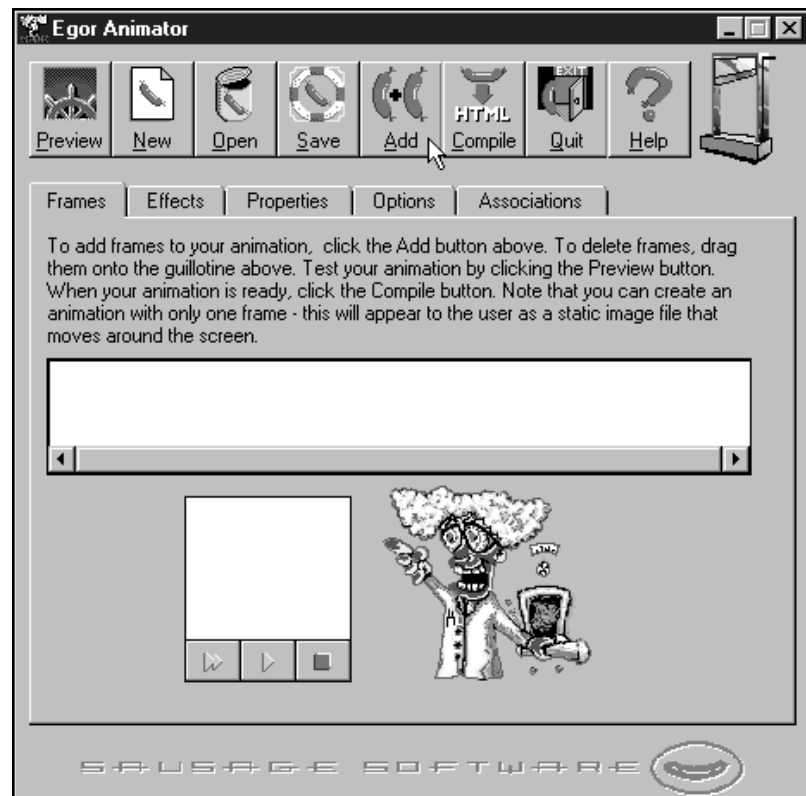 Egor Animator
EXIT
HTML
Preview New Open Save Add Compile Quit Help
Frames Effects Properties Options Associations
To add frames to your animation,  click the Add button above. To delete frames, drag
them onto the guillotine above. Test your animation by clicking the Preview button.
When your animation is ready, click the Compile button. Note that you can create an
animation with only one frame - this will appear to the user as a static image file that
moves around the screen.
SAUSAGE SOFTWARE